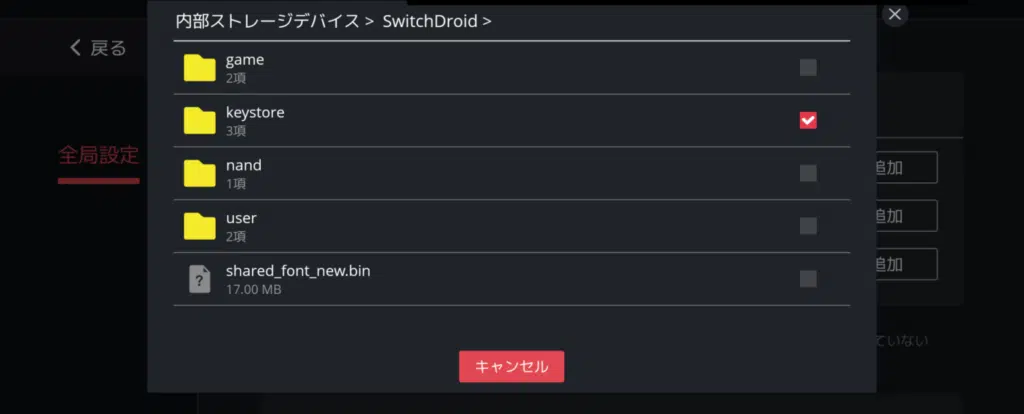 内部ストレージデバイス > SwitchDroid >
戻る
game
2項
keystore
3項
全局設定
nand
1項
追加
user
2項
追加
shared_font_new.bin
17.00 MB
追加
ていない
キャンセル